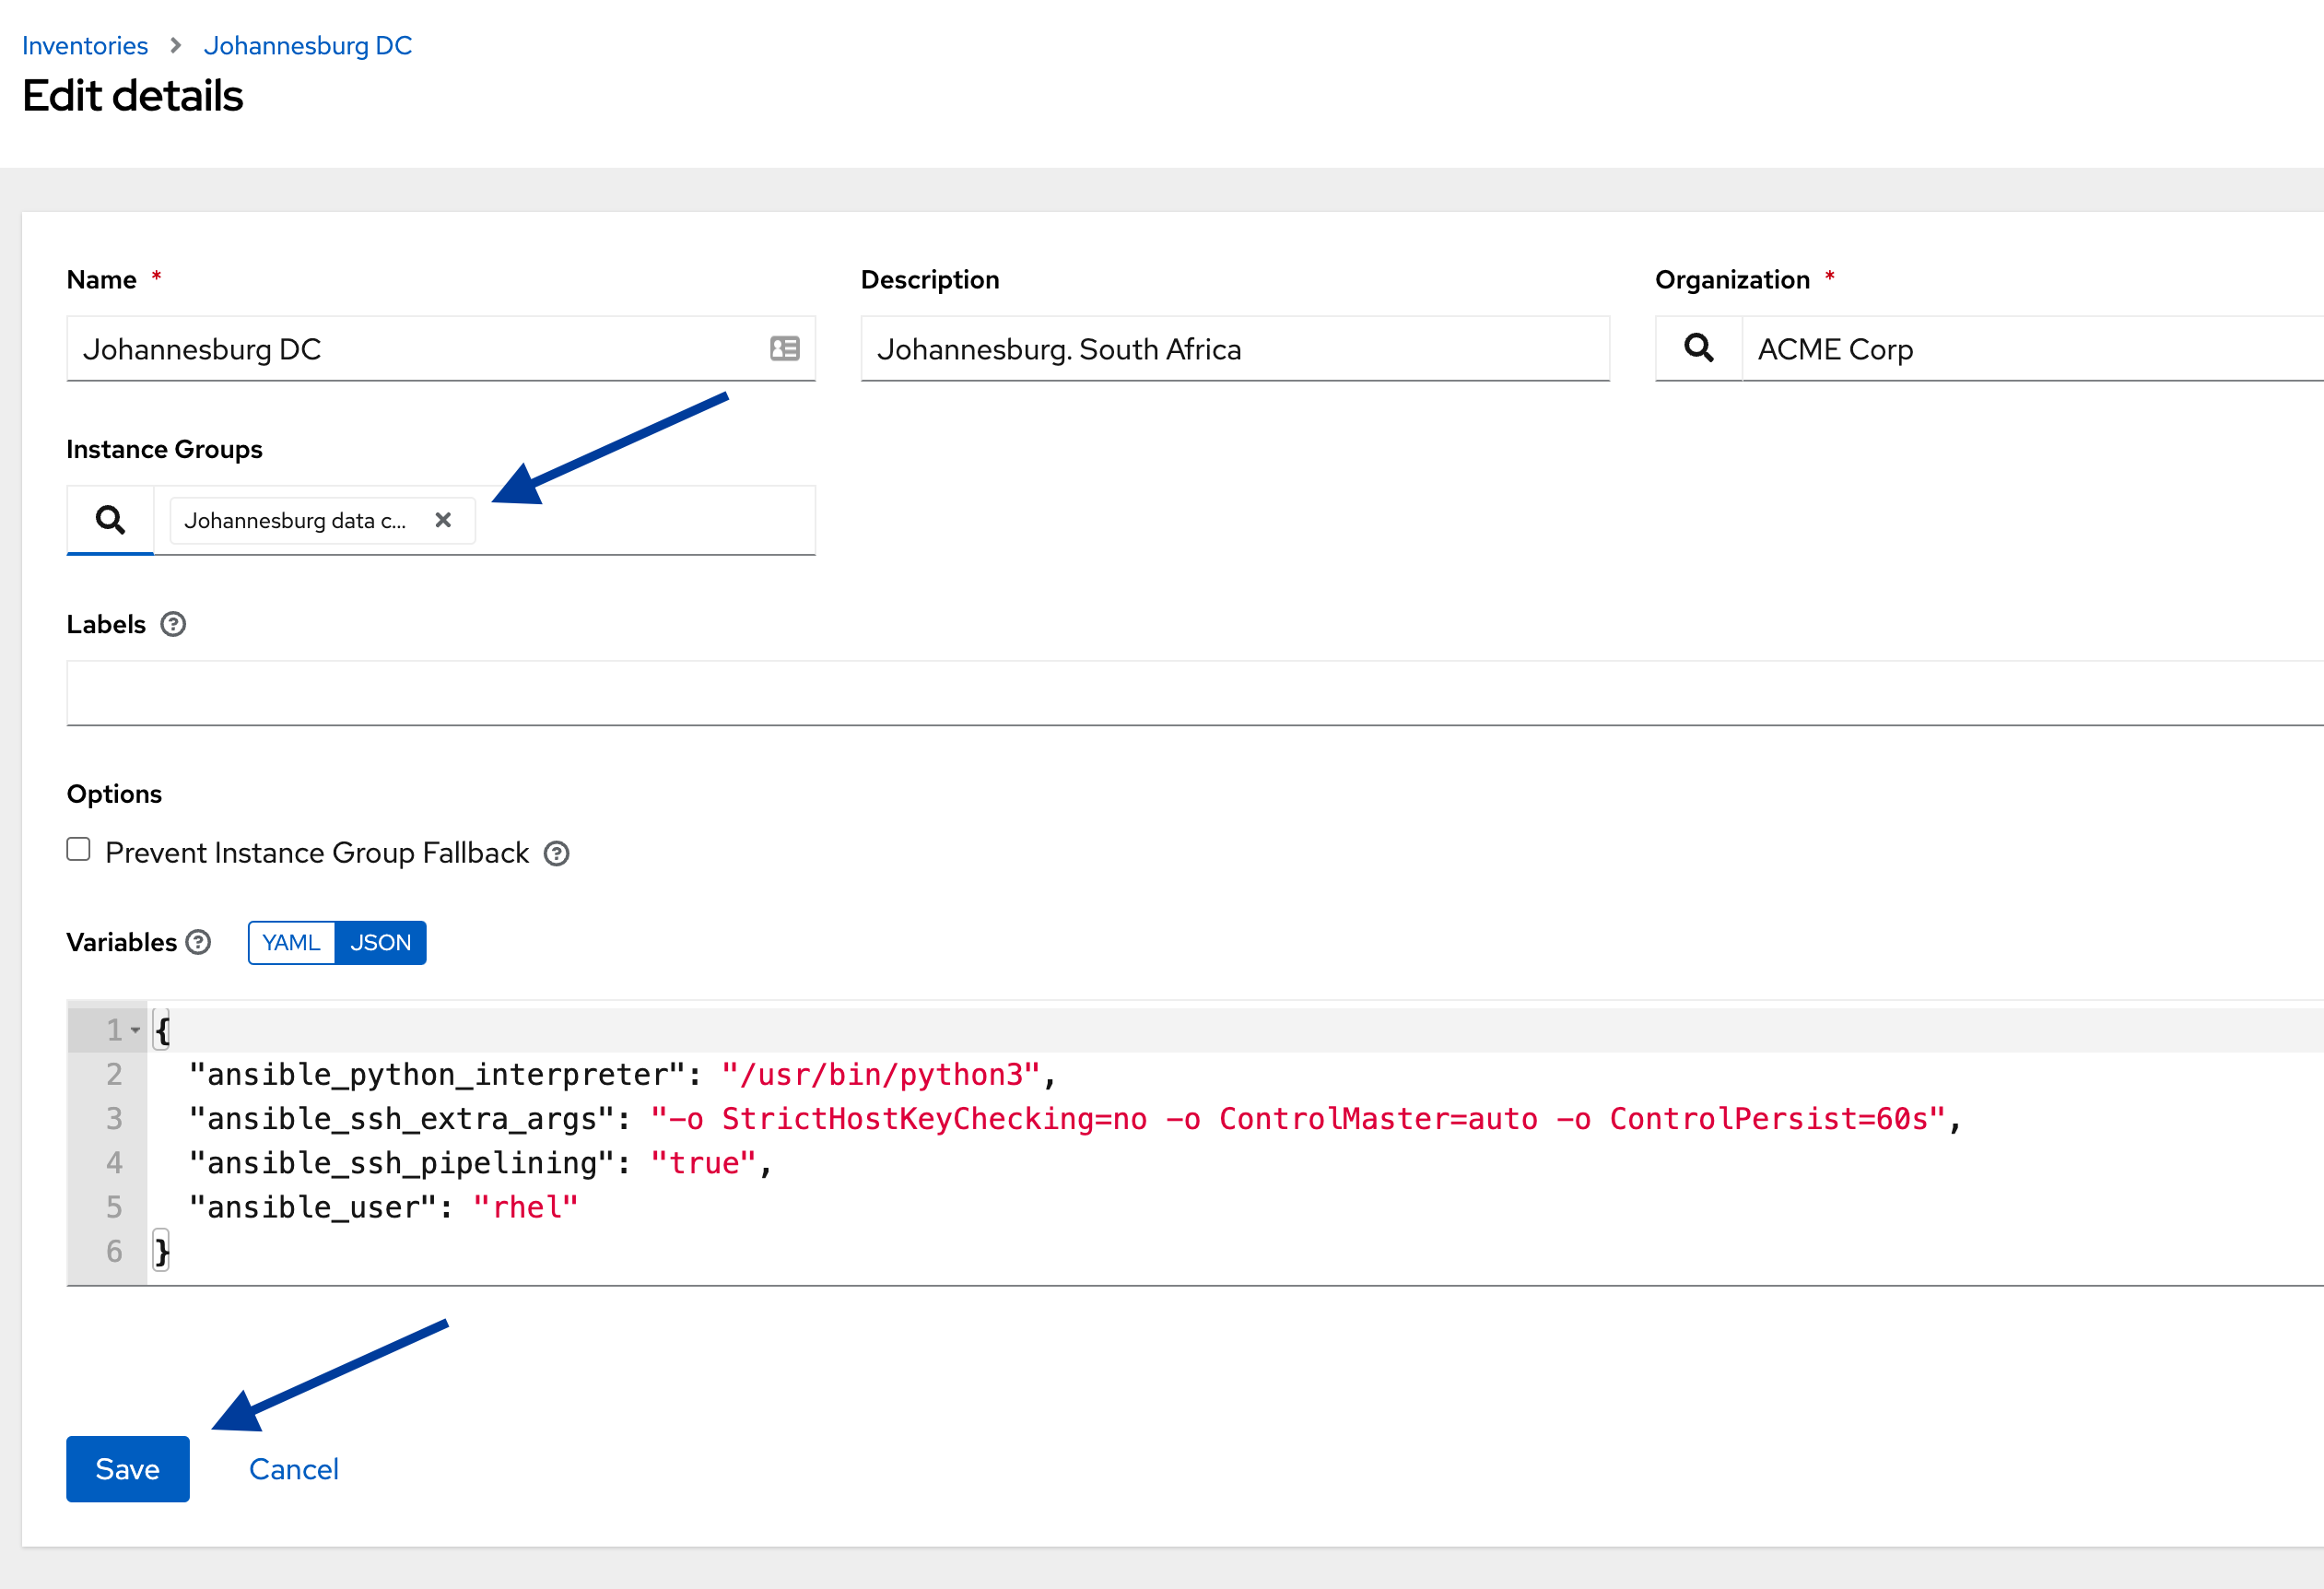 Inventories > Johannesburg DC
Edit details
Name *
Description
Organization *
Johannesburg DC
Johannesburg. South Africa
ACME Corp
Instance Groups
Johannesburg data c...
Labels
Options
Prevent Instance Group Fallback
Variables YAML JSON
1 {
2 "ansible_python_interpreter": "/usr/bin/python3",
3 "ansible_ssh_extra_args": "-o StrictHostKeyChecking=no -o ControlMaster=auto -o ControlPersist=60s",
4 "ansible_ssh_pipelining": "true",
5 "ansible_user": "rhel"
6 }
Save Cancel